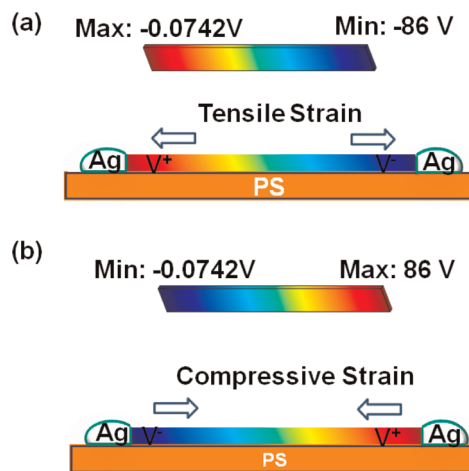 (a)
Max: -0.0742V Min: -86 V
Tensile Strain
Ag V+ V- Ag
PS
(b)
Min: -0.0742V Max: 86 V
Compressive Strain
Ag V- V+ Ag
PS